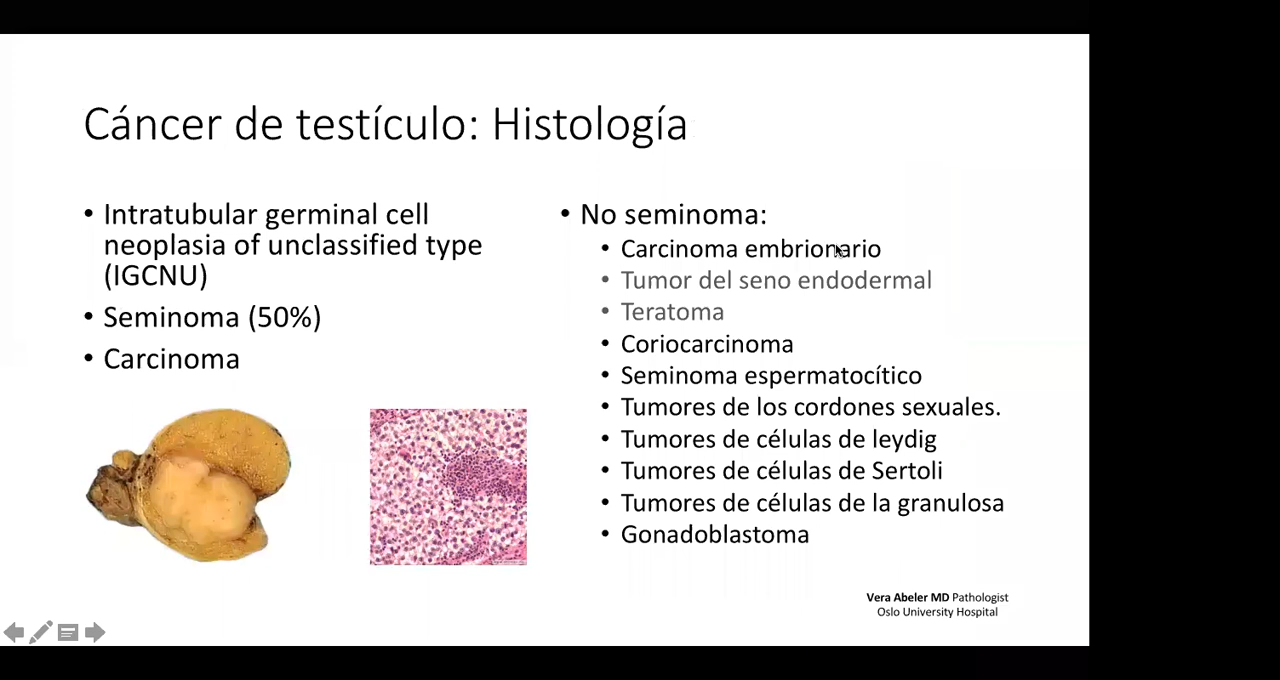 Cáncer de testículo: Histología
• Intratubular germinal cell
neoplasia of unclassified type
(IGCNU)
• Seminoma (50%)
• Carcinoma
• No seminoma:
• Carcinoma embrionario
• Tumor del seno endodermal
• Teratoma
• Coriocarcinoma
• Seminoma espermatocítico
• Tumores de los cordones sexuales.
• Tumores de células de leydig
• Tumores de células de Sertoli
• Tumores de células de la granulosa
• Gonadoblastoma
Vera Abeler MD Pathologist
Oslo University Hospital